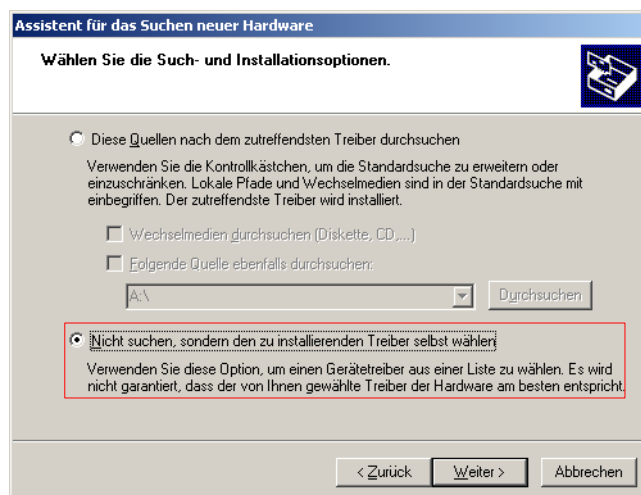 Assistent für das Suchen neuer Hardware
Wählen Sie die Such- und Installationsoptionen.
Diese Quellen nach dem zutreffendsten Treiber durchsuchen
Verwenden Sie die Kontrollkästchen, um die Standardsuche zu erweitern oder
einzuschränken. Lokale Pfade und Wechselmedien sind in der Standardsuche mit
einbegriffen. Der zutreffendste Treiber wird installiert.
Wechselmedien durchsuchen (Diskette, CD,...)
Folgende Quelle ebenfalls durchsuchen:
A:\ Durchsuchen
Nicht suchen, sondern den zu installierenden Treiber selbst wählen
Verwenden Sie diese Option, um einen Gerätetreiber aus einer Liste zu wählen. Es wird
nicht garantiert, dass der von Ihnen gewählte Treiber der Hardware am besten entspricht.
< Zurück Weiter > Abbrechen